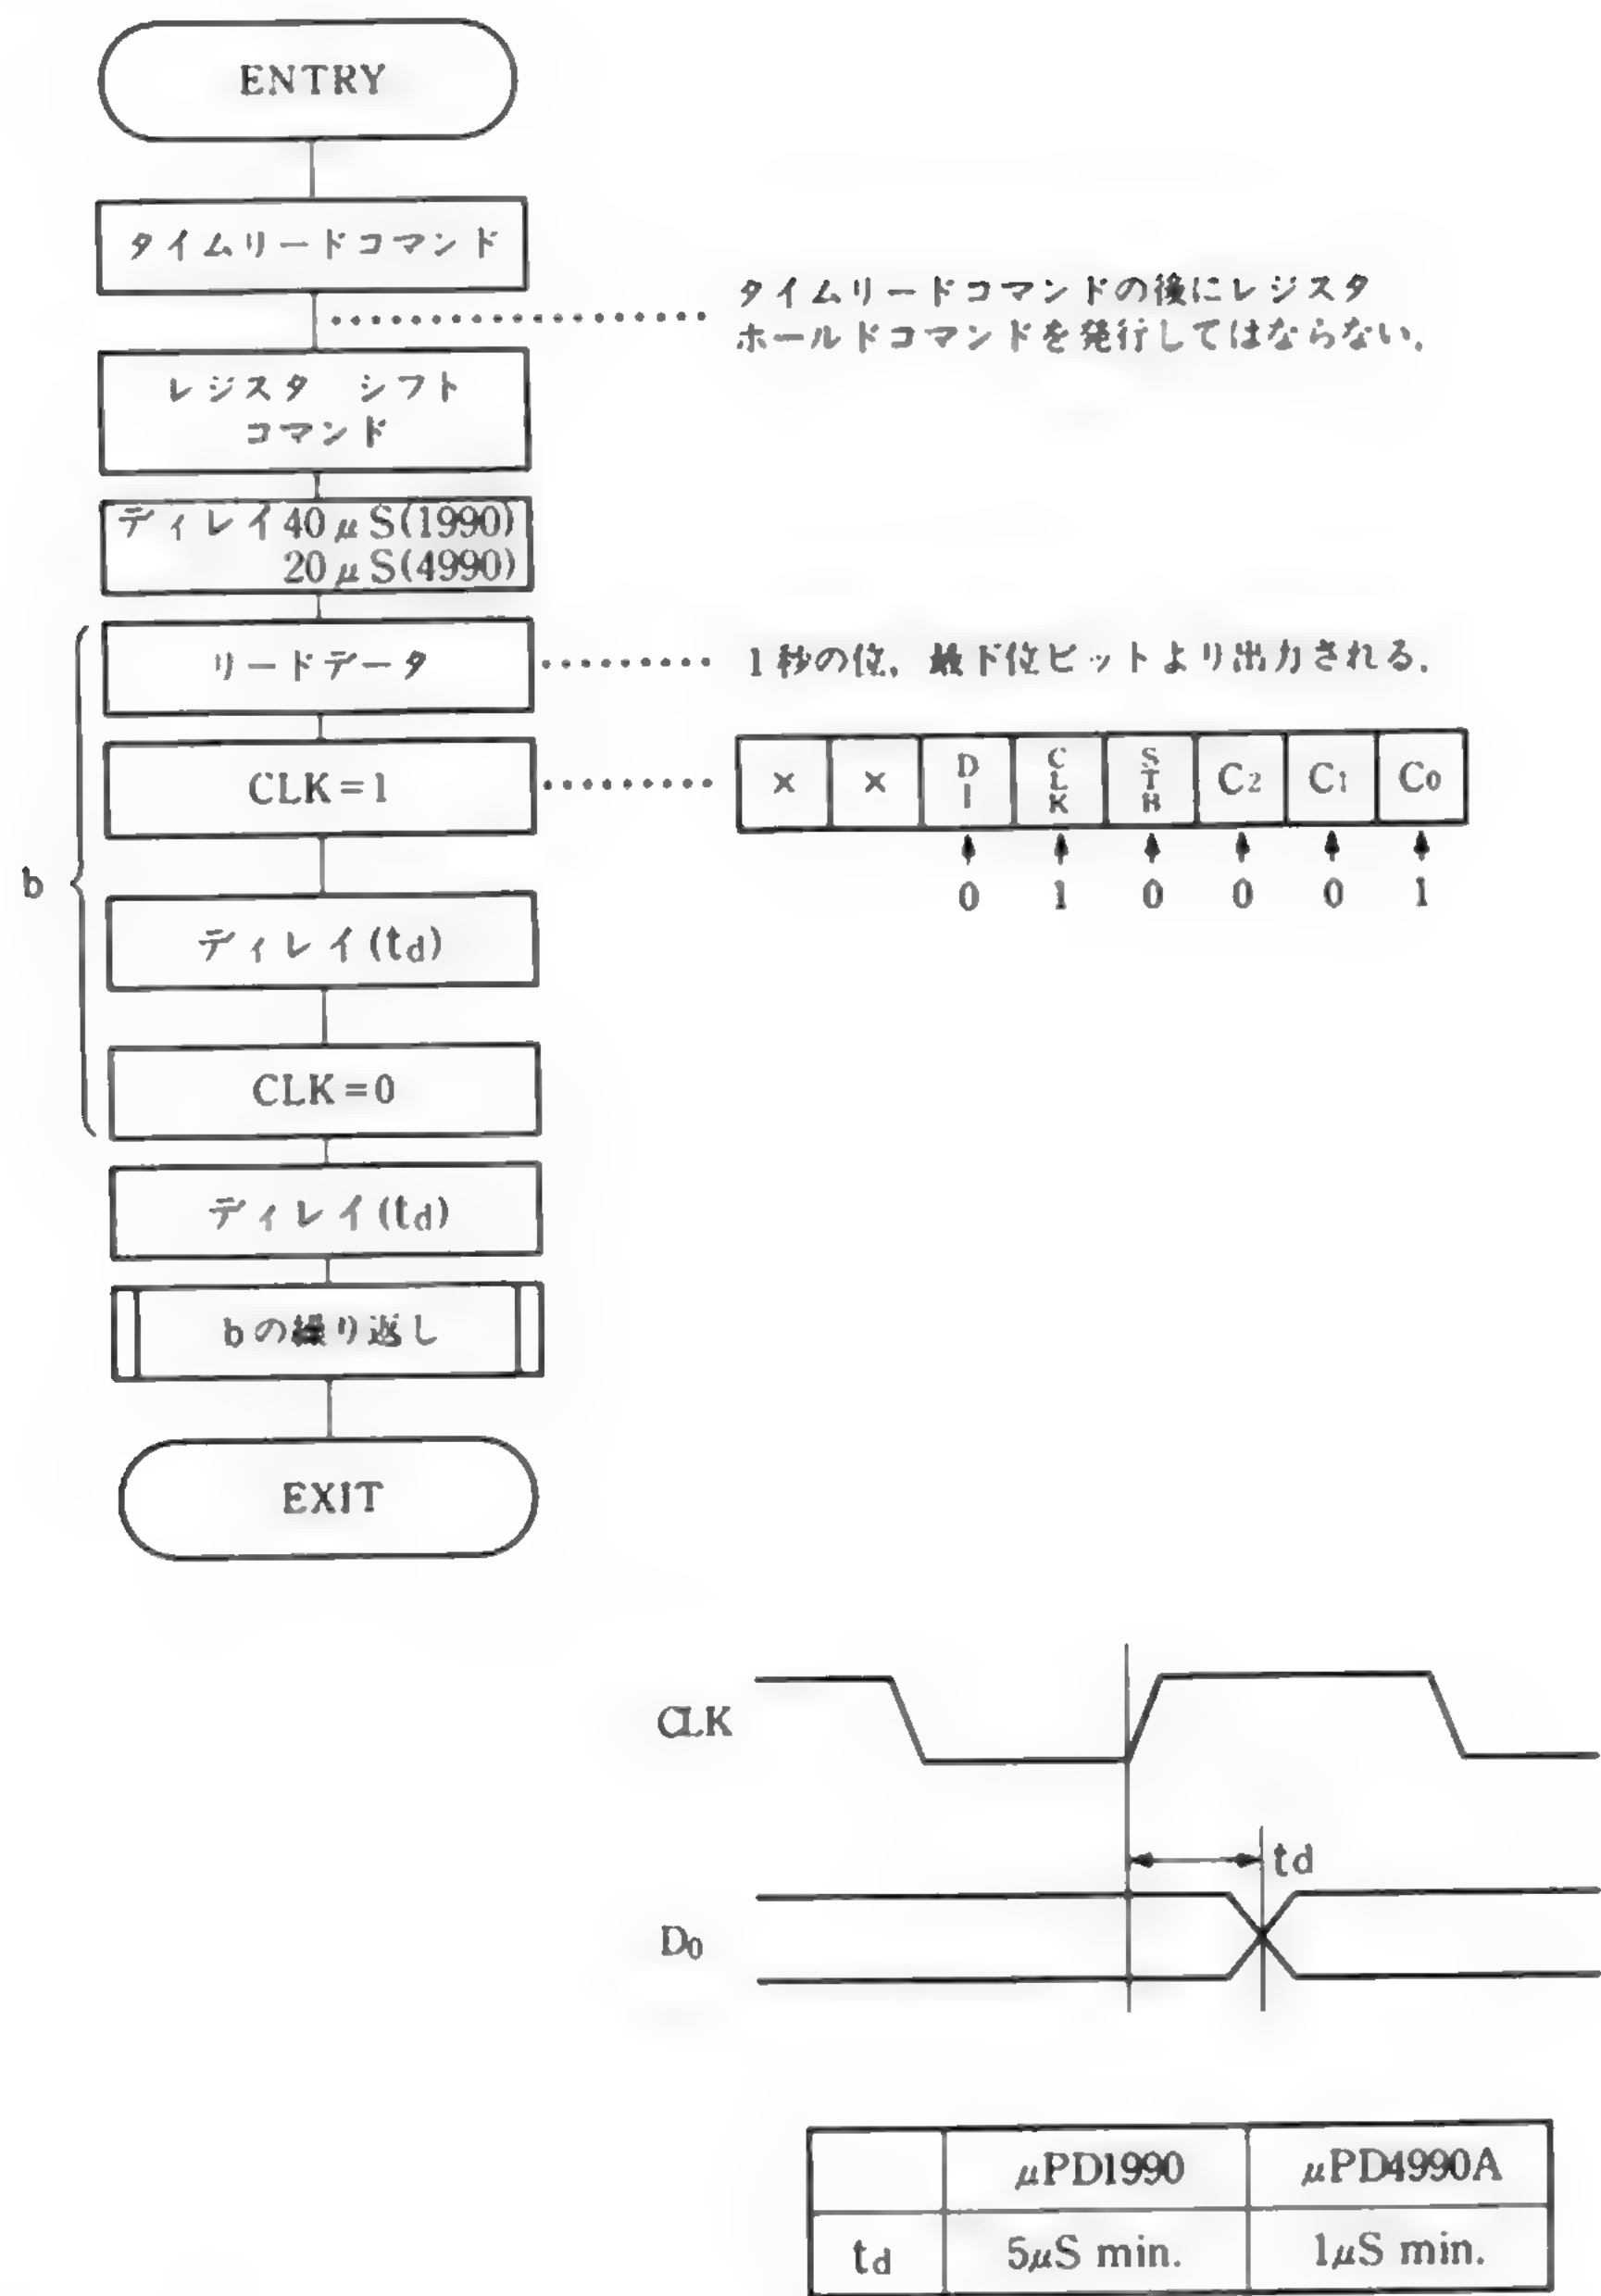 ENTRY
タイムリードコマンド
タイムリードコマンドの後にレジスタ
ホールドコマンドを発行してはならない.
レジスタ シフト
コマンド
ディレイ40μS(1990)
20μS(4990)
リードデータ
1秒の位, 最下位ビットより出力される.
CLK=1
× × DI CLK STB C2 C1 C0
0 1 0 0 0 1
b
ディレイ(td)
CLK=0
ディレイ(td)
bの繰り返し
EXIT
CLK
td
D0
μPD1990 μPD4990A
td 5μS min. 1μS min.